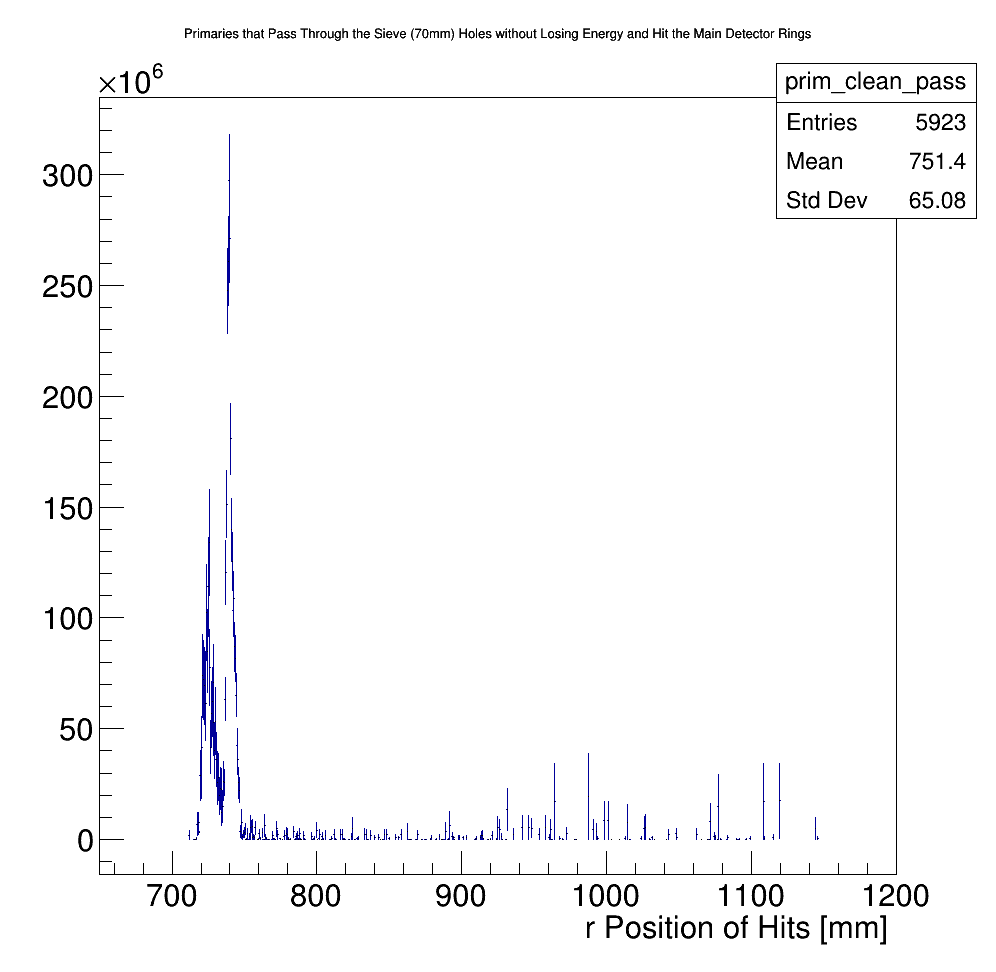 Primaries that Pass Through the Sieve (70mm) Holes without Losing Energy and Hit the Main Detector Rings
×10⁶
prim_clean_pass
Entries 5923
Mean 751.4
Std Dev 65.08
300
250
200
150
100
50
0
700 800 900 1000 1100 1200
r Position of Hits [mm]